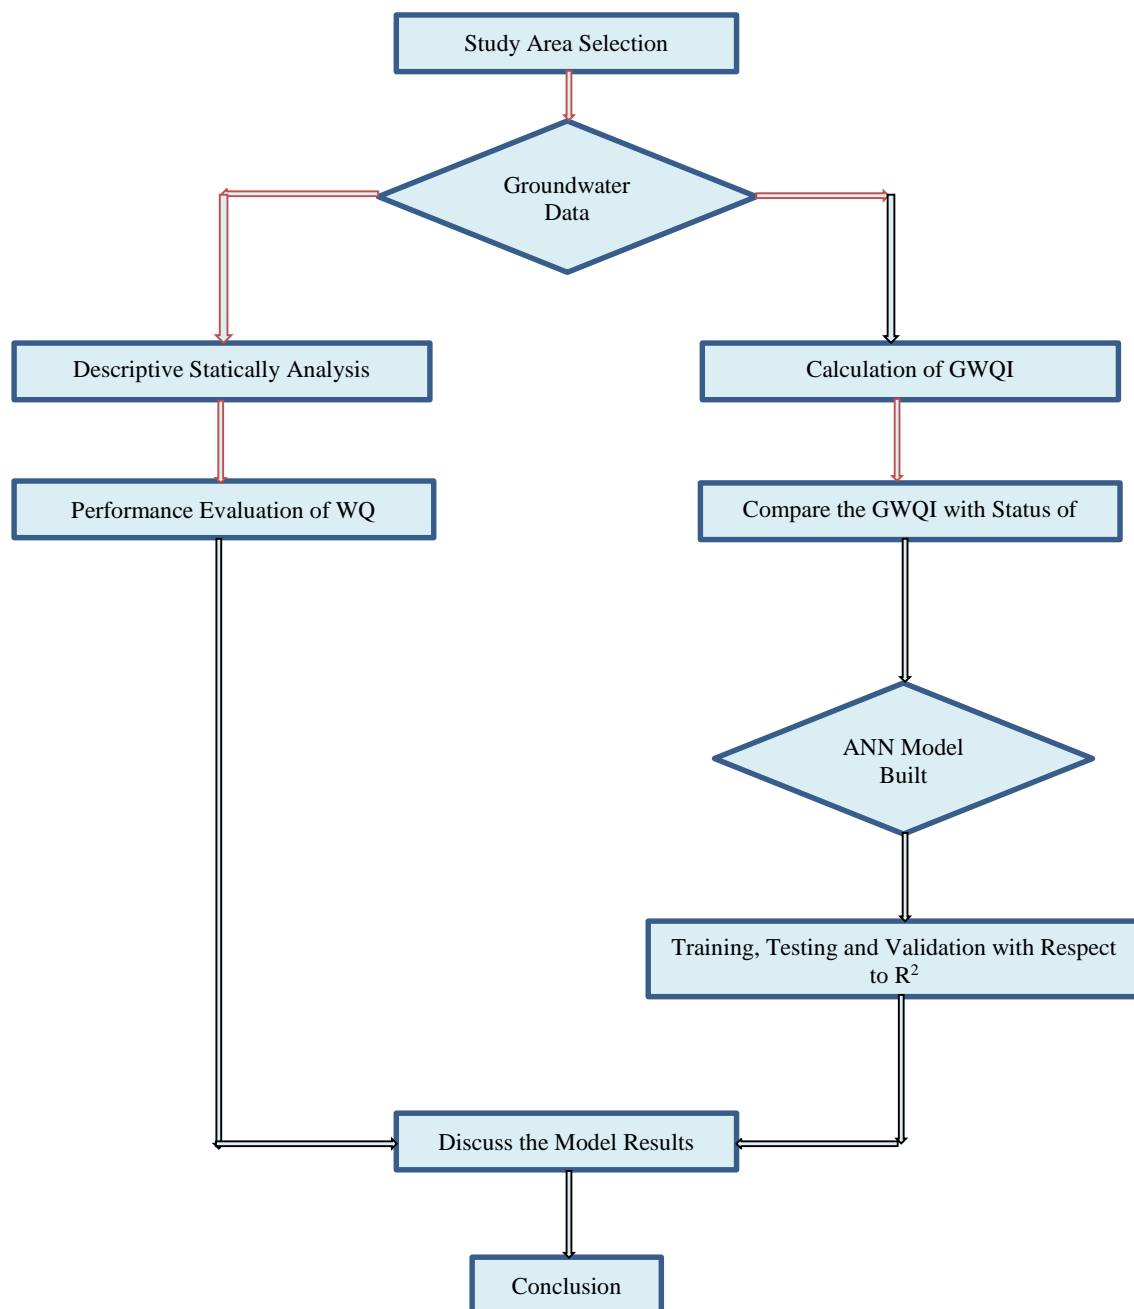 Study Area Selection
Groundwater
Data
Descriptive Statically Analysis
Calculation of GWQI
Performance Evaluation of WQ
Compare the GWQI with Status of
ANN Model
Built
Training, Testing and Validation with Respect
to R²
Discuss the Model Results
Conclusion